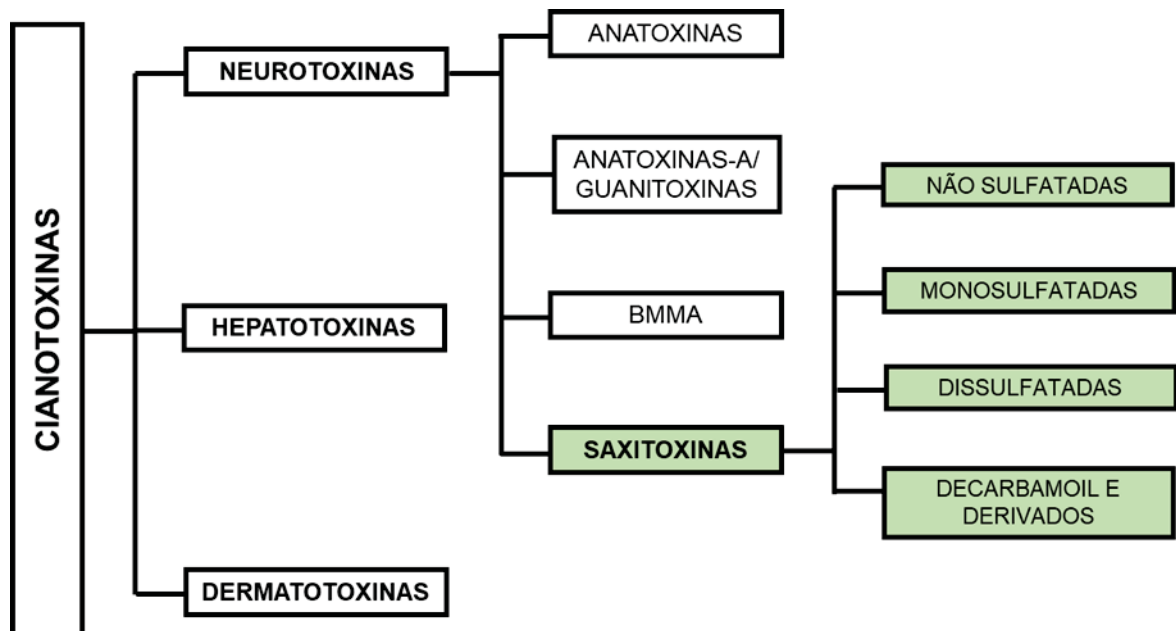 CIANOTOXINAS
NEUROTOXINAS
HEPATOTOXINAS
DERMATOTOXINAS
ANATOXINAS
ANATOXINAS-A/
GUANITOXINAS
BMMA
SAXITOXINAS
NÃO SULFATADAS
MONOSULFATADAS
DISSULFATADAS
DECARBAMOIL E
DERIVADOS